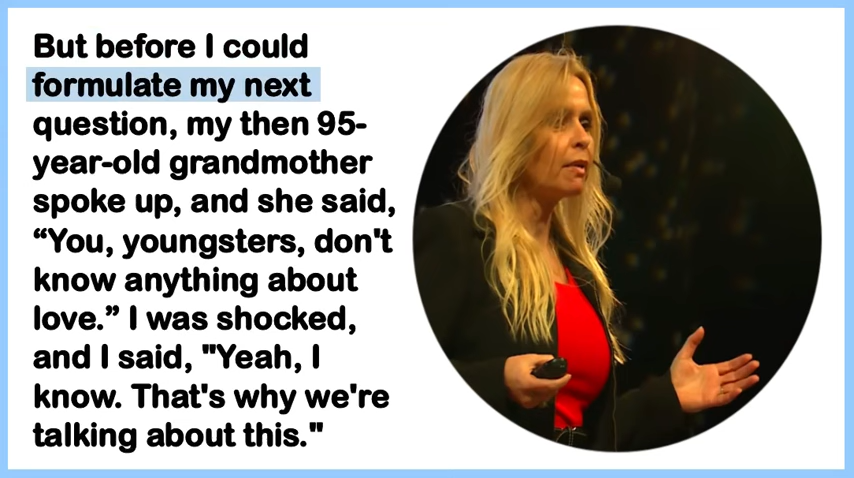 But before I could
formulate my next
question, my then 95-
year-old grandmother
spoke up, and she said,
“You, youngsters, don't
know anything about
love.” I was shocked,
and I said, "Yeah, I
know. That's why we're
talking about this."